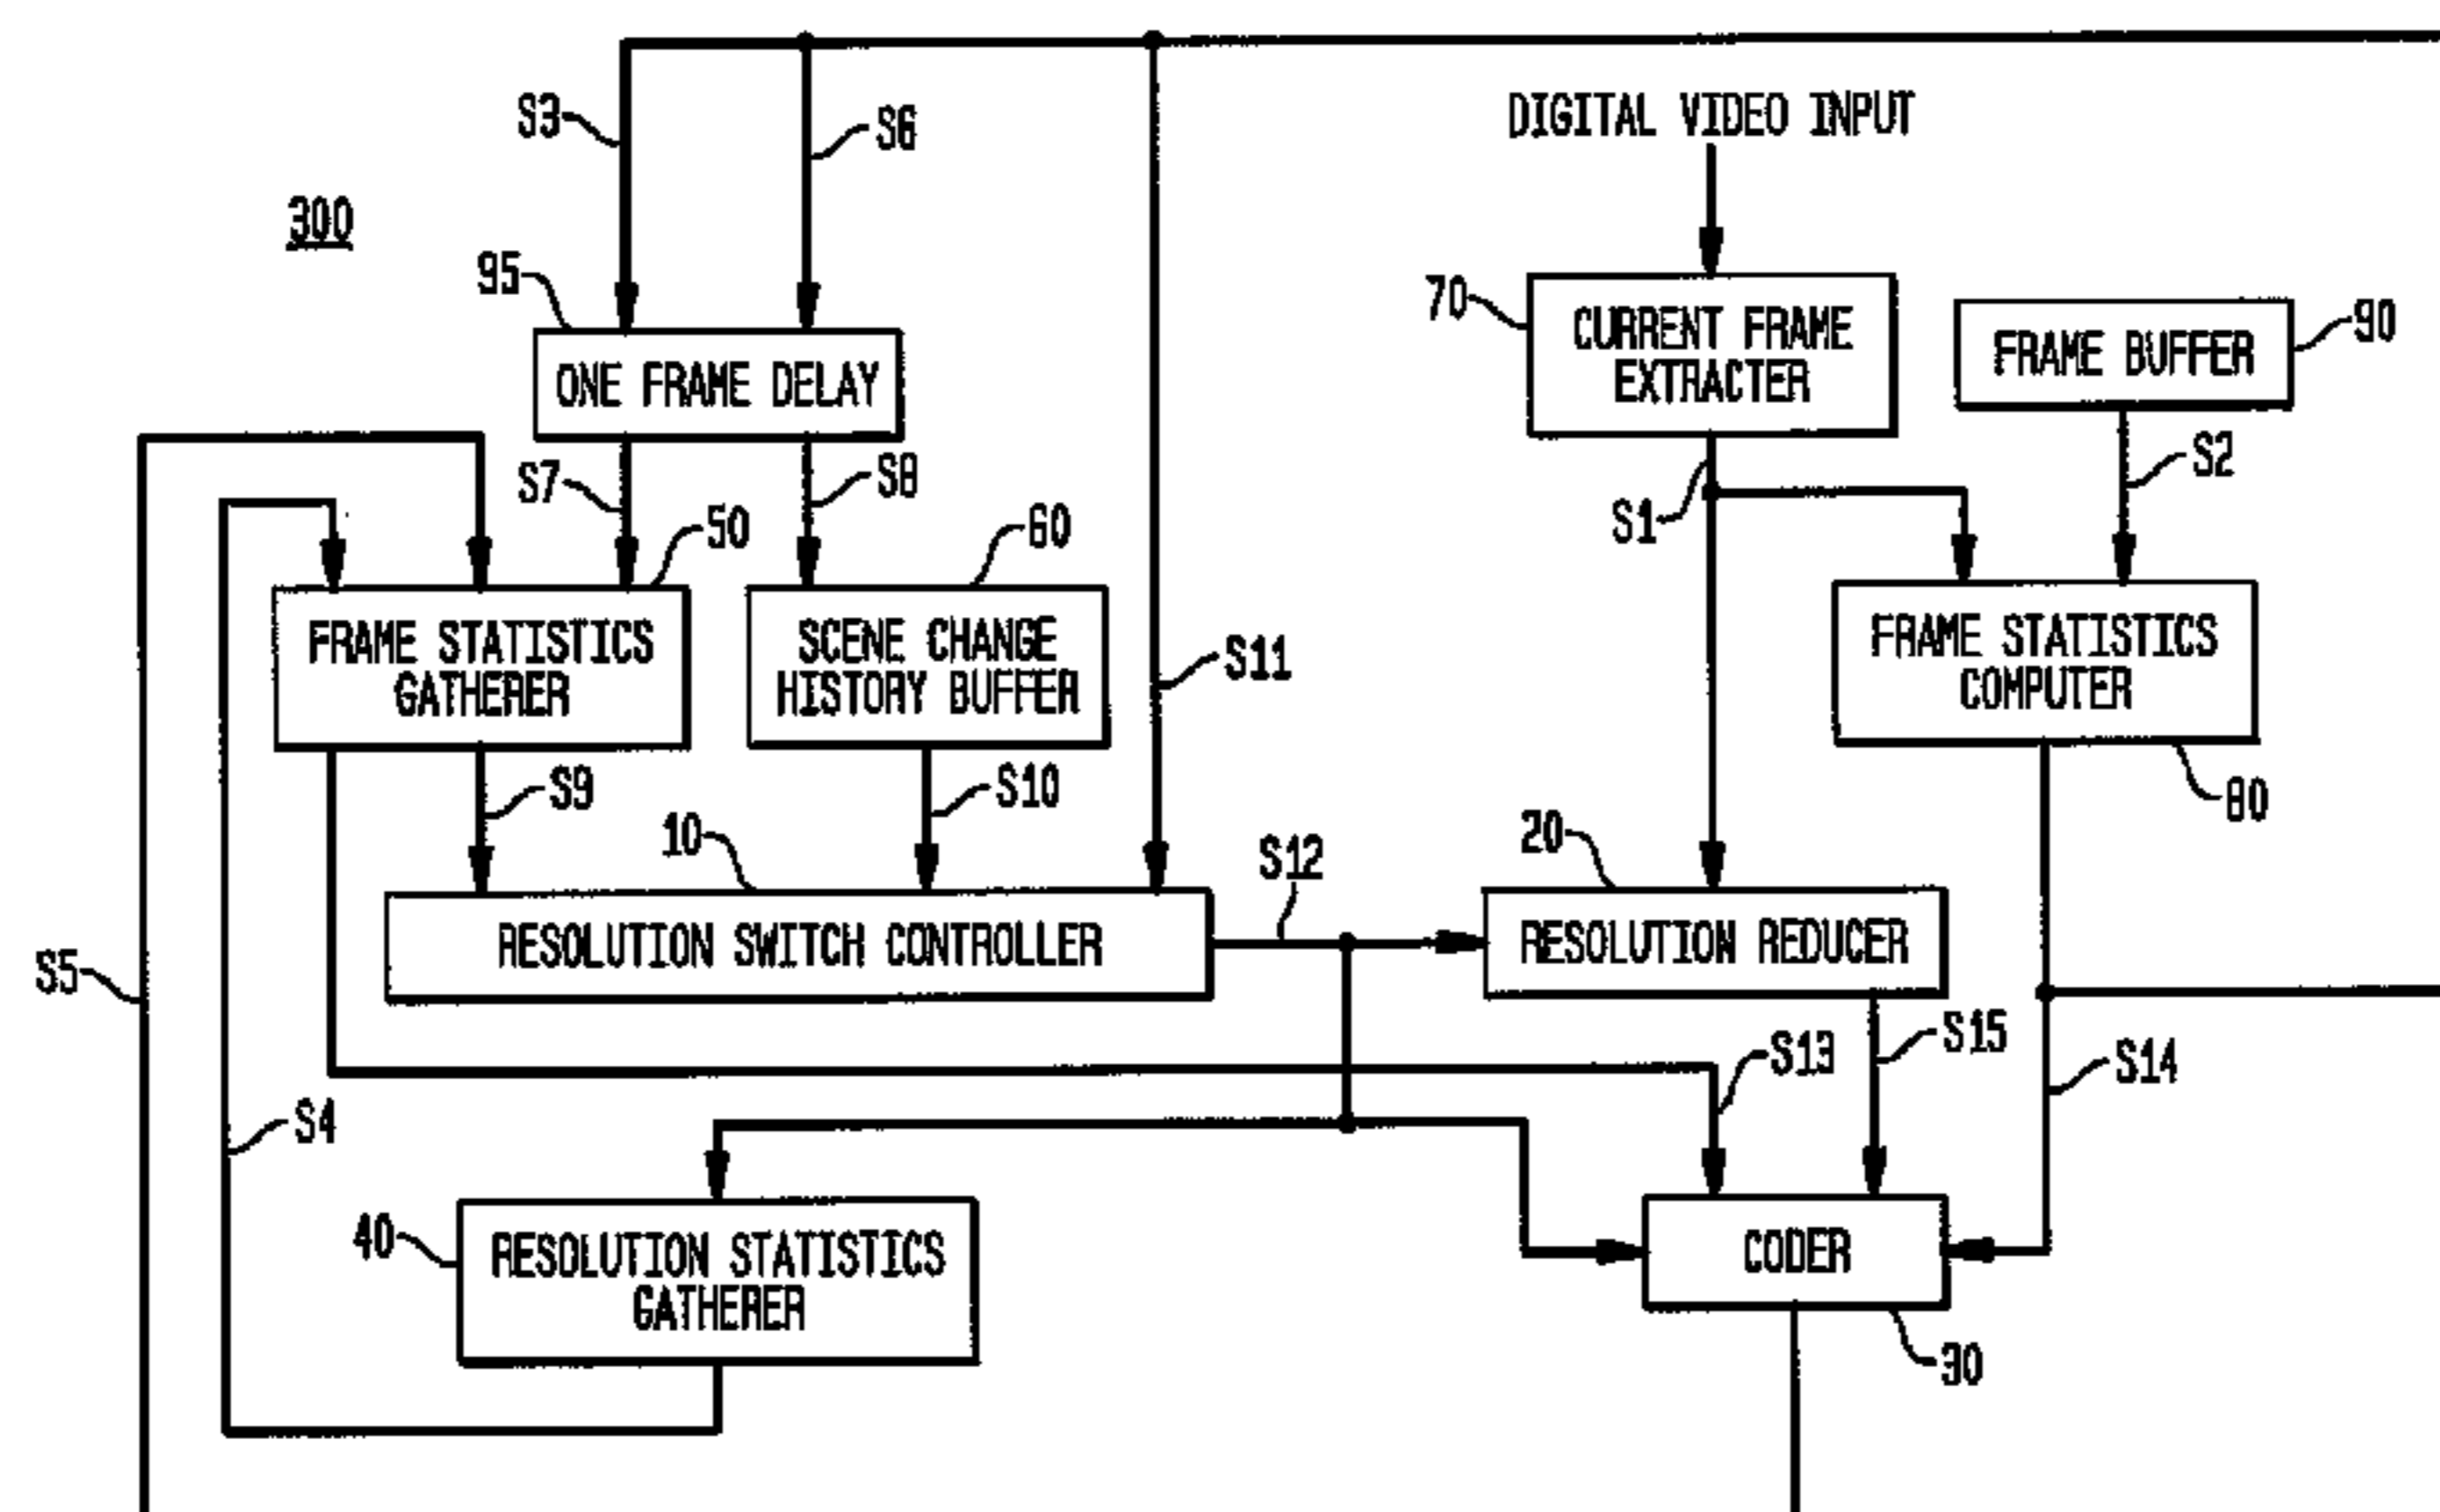 S3
S6
DIGITAL VIDEO INPUT
300
95
70
90
ONE FRAME DELAY
CURRENT FRAME
EXTRACTER
FRAME BUFFER
S7
S8
S1
S2
50
60
FRAME STATISTICS
GATHERER
SCENE CHANGE
HISTORY BUFFER
S11
FRAME STATISTICS
COMPUTER
S9
S10
80
10
S12
20
RESOLUTION SWITCH CONTROLLER
RESOLUTION REDUCER
S5
S13
S15
S14
S4
40
RESOLUTION STATISTICS
GATHERER
CODER
30